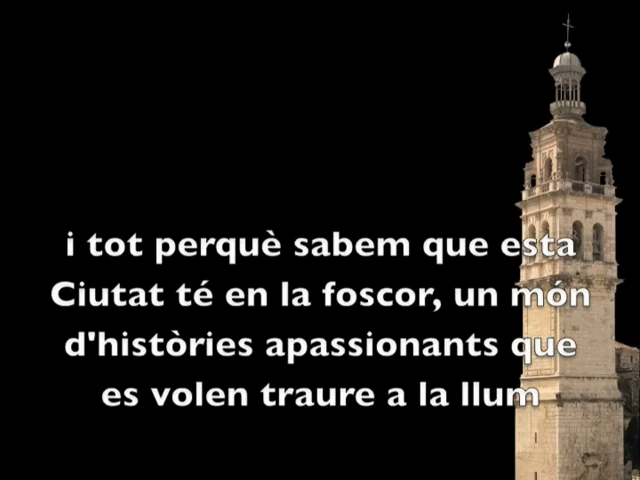 i tot perquè sabem que esta
Ciutat té en la foscor, un món
d'històries apassionants que
es volen traure a la llum